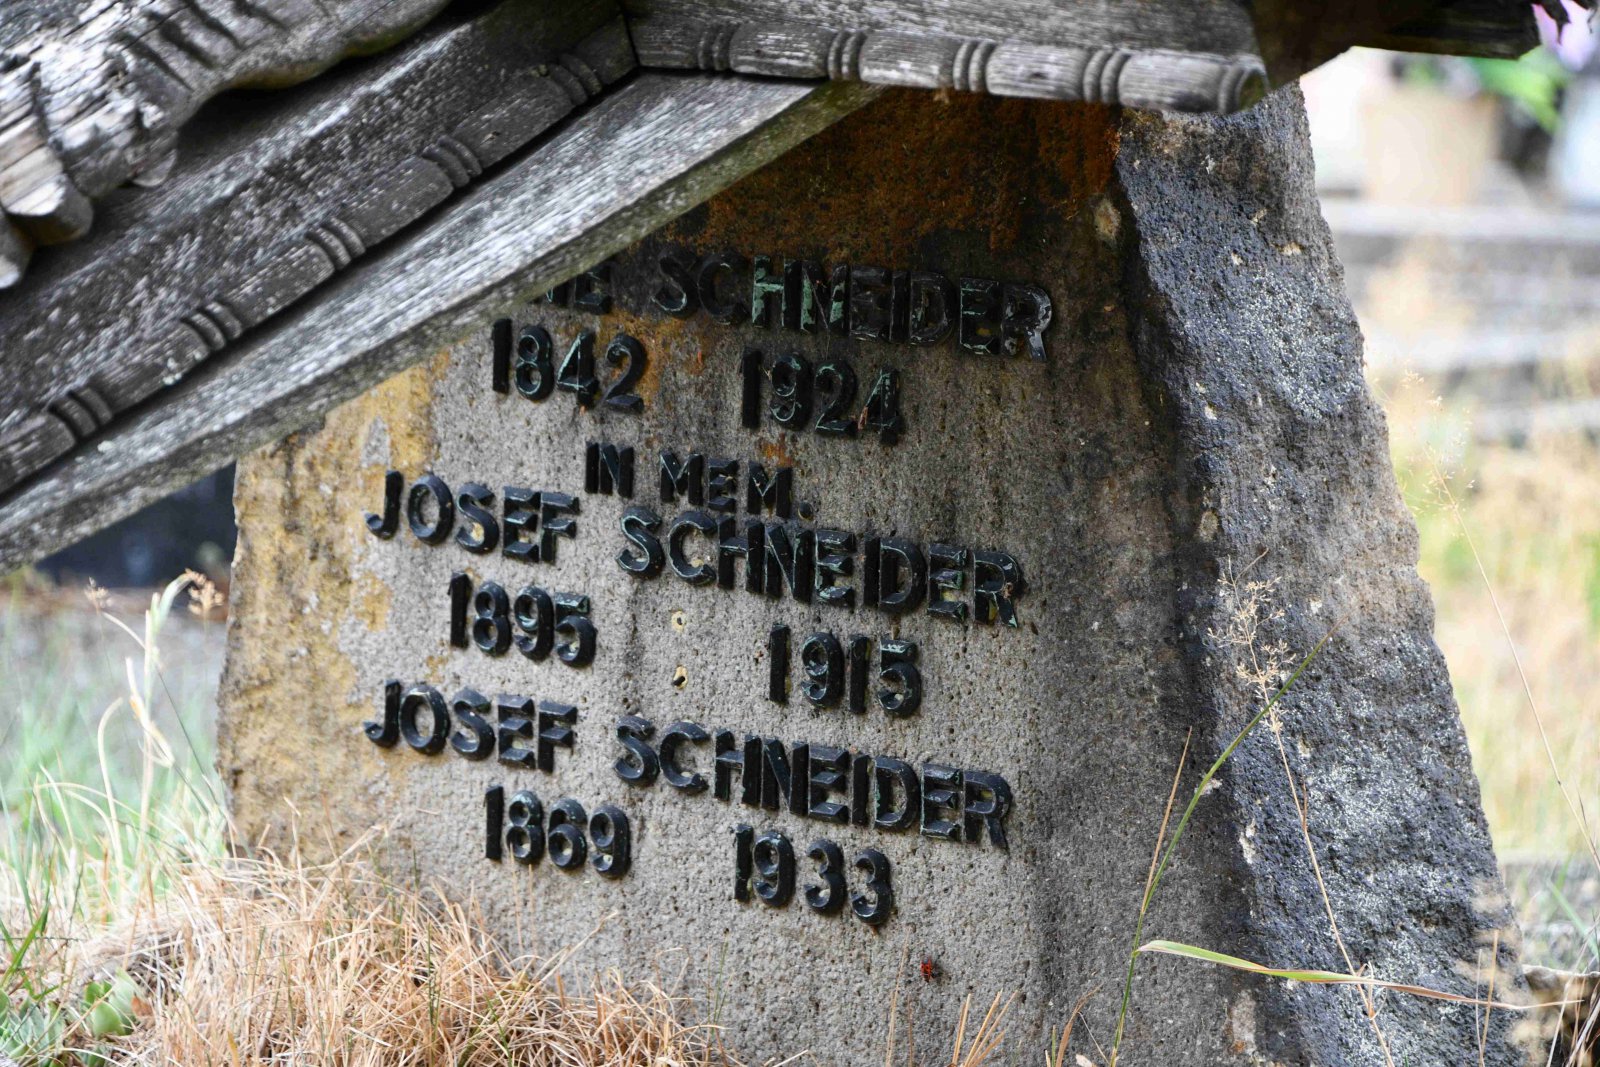 SCHNEIDER
1842 1924
IN MEM.
JOSEF SCHNEIDER
1895 1915
JOSEF SCHNEIDER
1869 1933